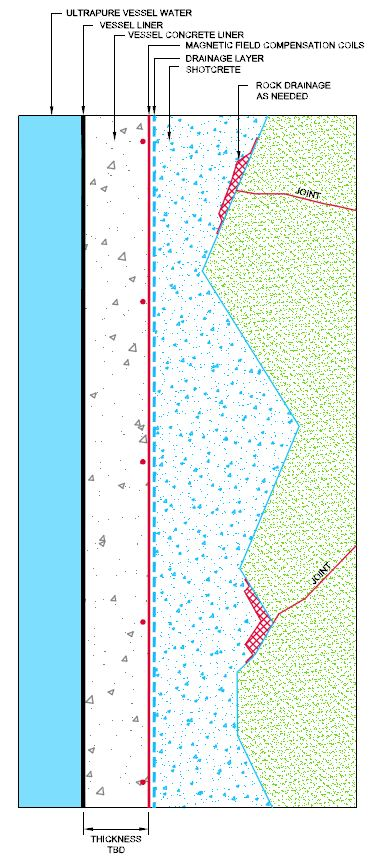 ULTRAPURE VESSEL WATER
VESSEL LINER
VESSEL CONCRETE LINER
MAGNETIC FIELD COMPENSATION COILS
DRAINAGE LAYER
SHOTCRETE
ROCK DRAINAGE
AS NEEDED
JOINT
JOINT
THICKNESS
TBD